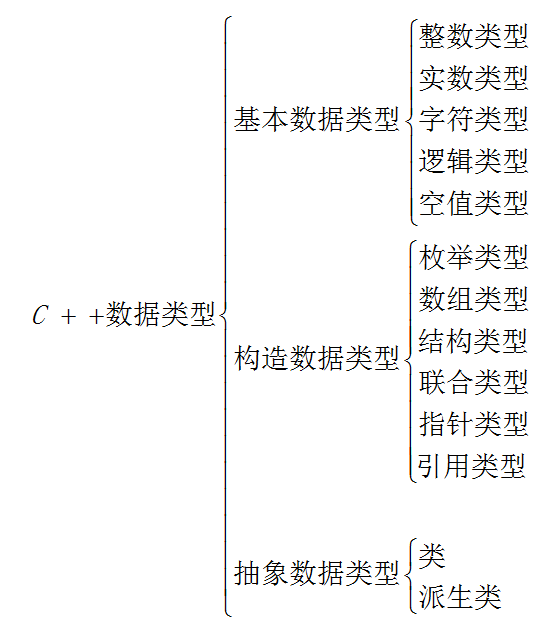 C + +数据类型
基本数据类型
整数类型
实数类型
字符类型
逻辑类型
空值类型
构造数据类型
枚举类型
数组类型
结构类型
联合类型
指针类型
引用类型
抽象数据类型
类
派生类